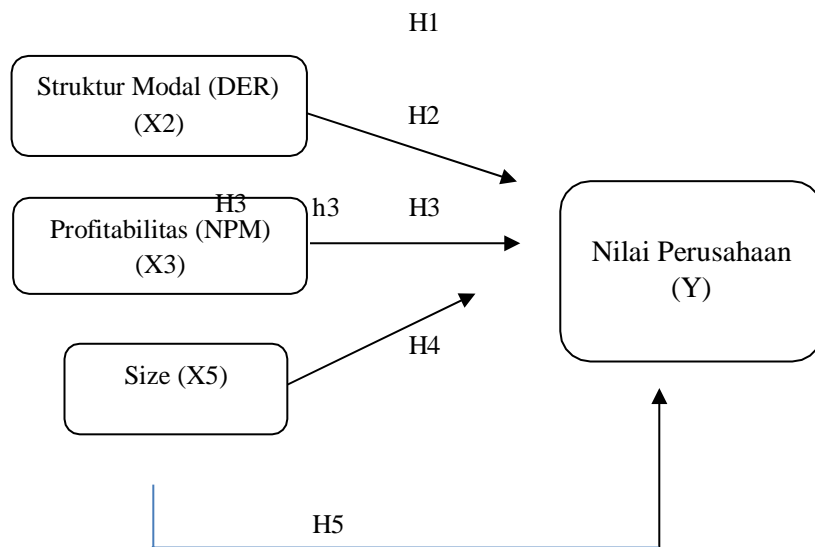 H1
Struktur Modal (DER)
(X2)
H2
H3 h3 H3
Profitabilitas (NPM)
(X3)
Nilai Perusahaan
(Y)
H4
Size (X5)
H5